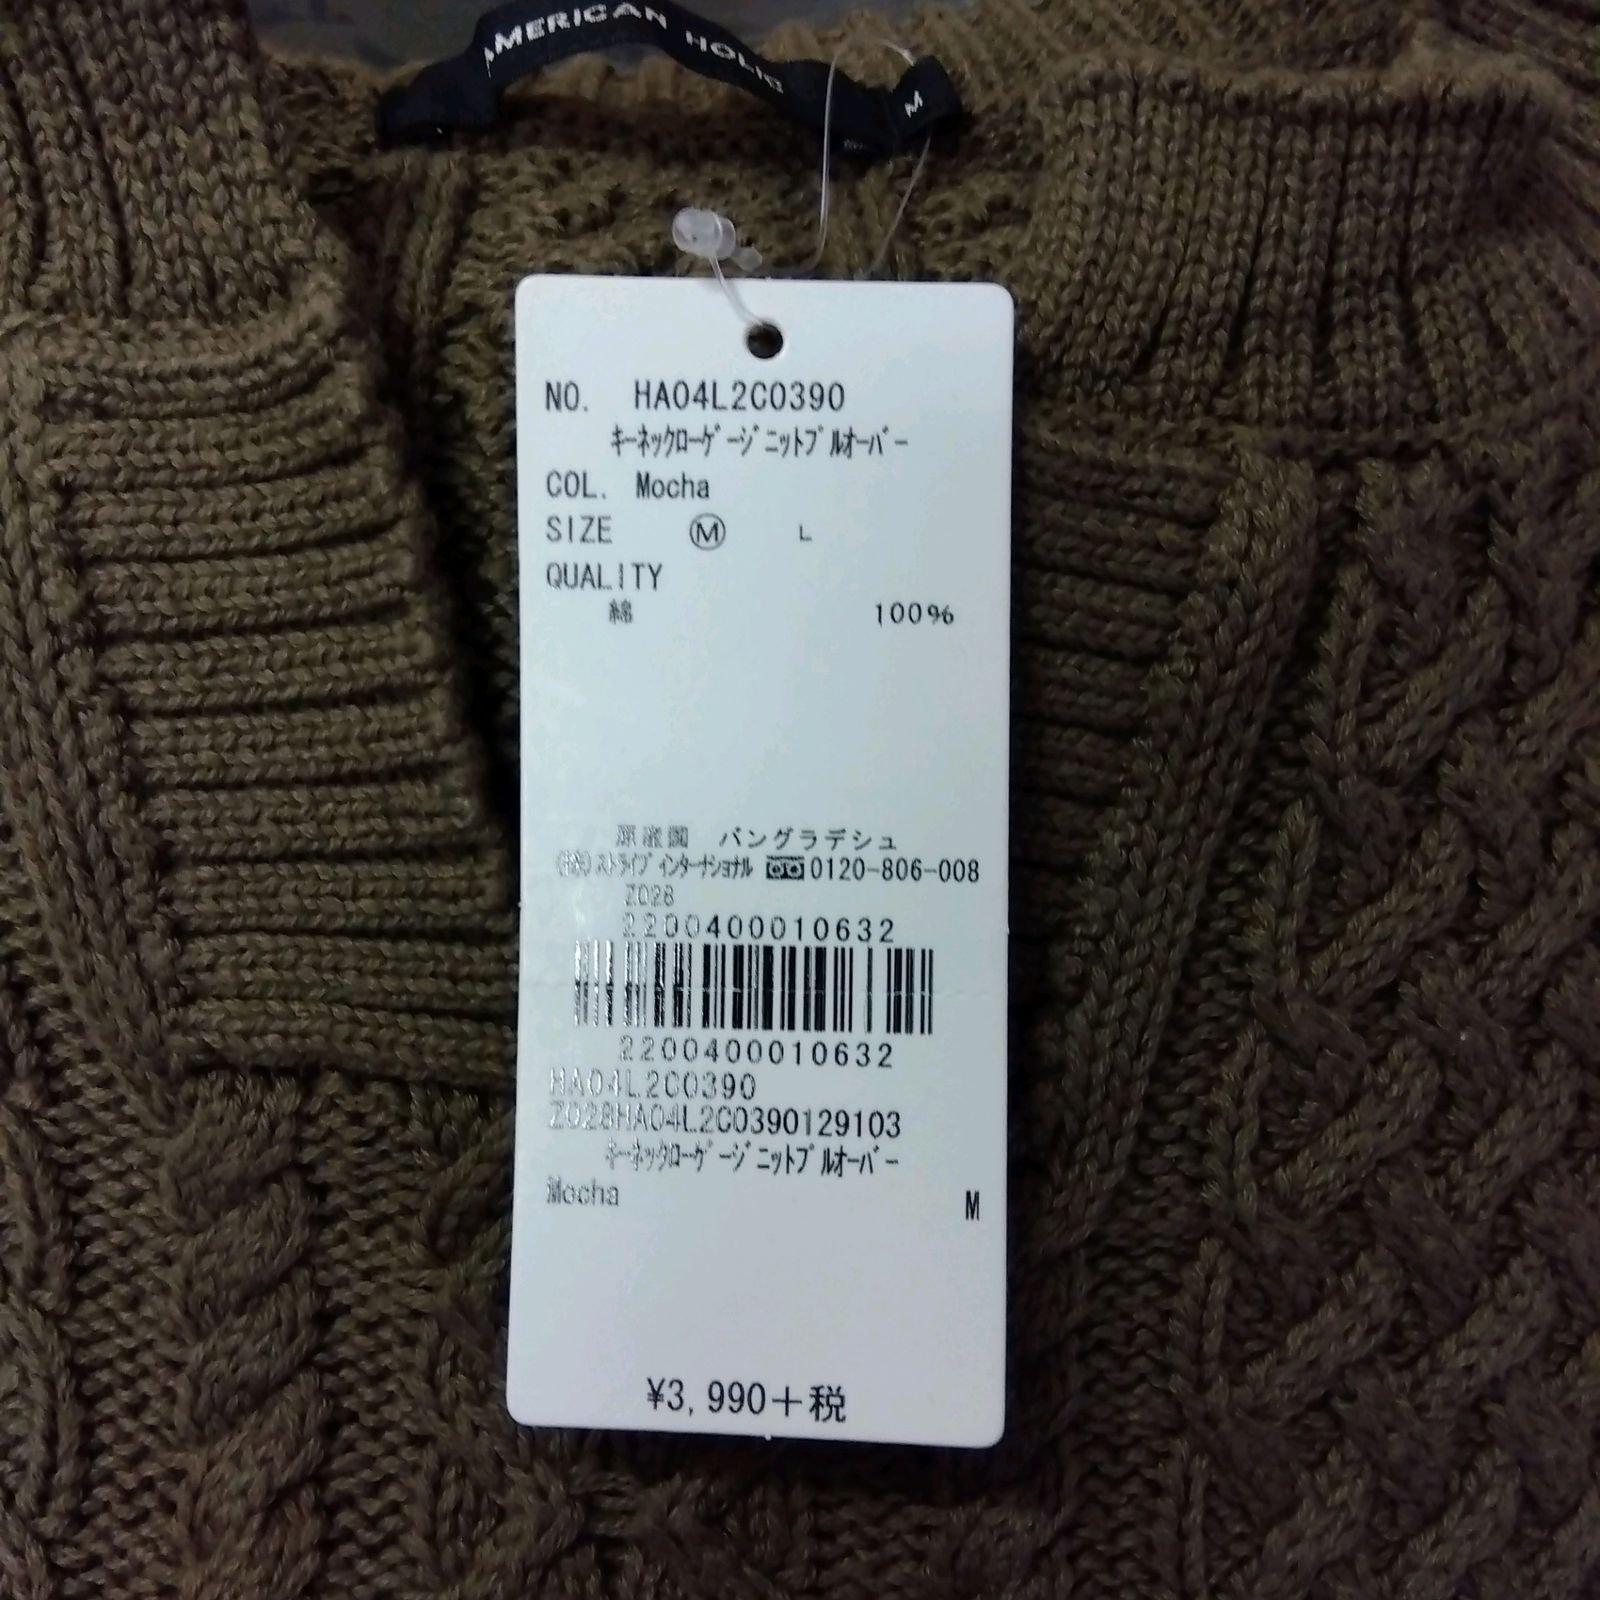 AMERICAN HOLIC
M
NO. HA04L2C0390
ｷｰﾈｯｸﾛｰｹﾞｰｼﾞﾆｯﾄﾌﾟﾙｵｰﾊﾞｰ
COL. Mocha
SIZE Ⓜ L
QUALITY
綿 100%
原産国 バングラデシュ
(株)ｽﾄﾗｲﾌﾟｲﾝﾀｰﾅｼｮﾅﾙ 0120-806-008
Z028
2200400010632
2200400010632
HA04L2C0390
Z028HA04L2C0390129103
ｷｰﾈｯｸﾛｰｹﾞｰｼﾞﾆｯﾄﾌﾟﾙｵｰﾊﾞｰ
Mocha M
¥3,990+税